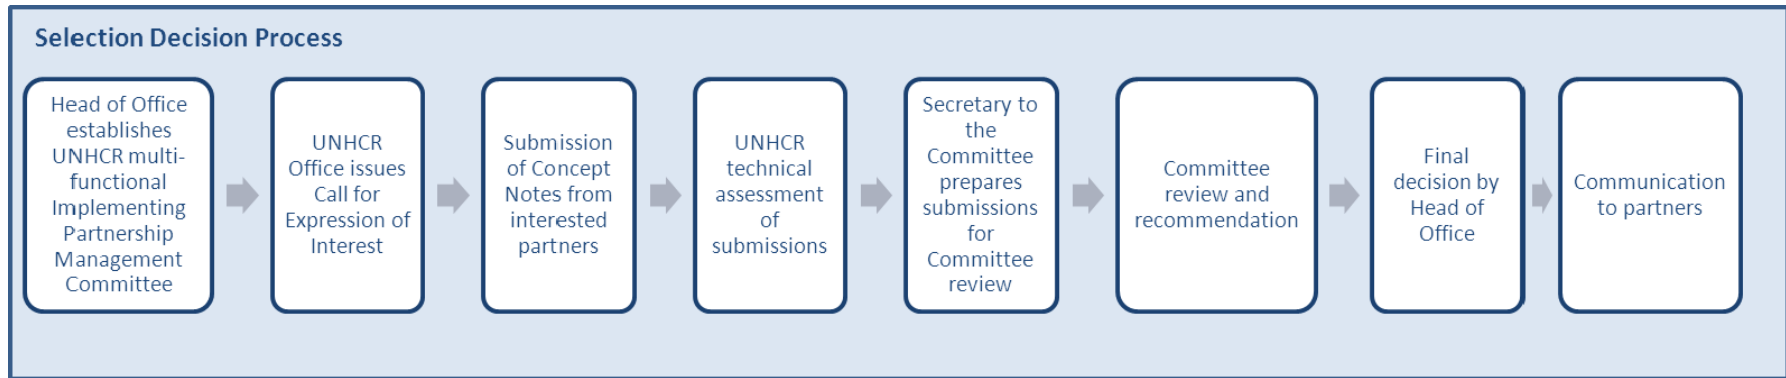 Selection Decision Process
Head of Office
establishes
UNHCR multi-
functional
Implementing
Partnership
Management
Committee
UNHCR
Office issues
Call for
Expression of
Interest
Submission
of Concept
Notes from
interested
partners
UNHCR
technical
assessment
of
submissions
Secretary to
the
Committee
prepares
submissions
for
Committee
review
Committee
review and
recommendation
Final
decision by
Head of
Office
Communication
to partners